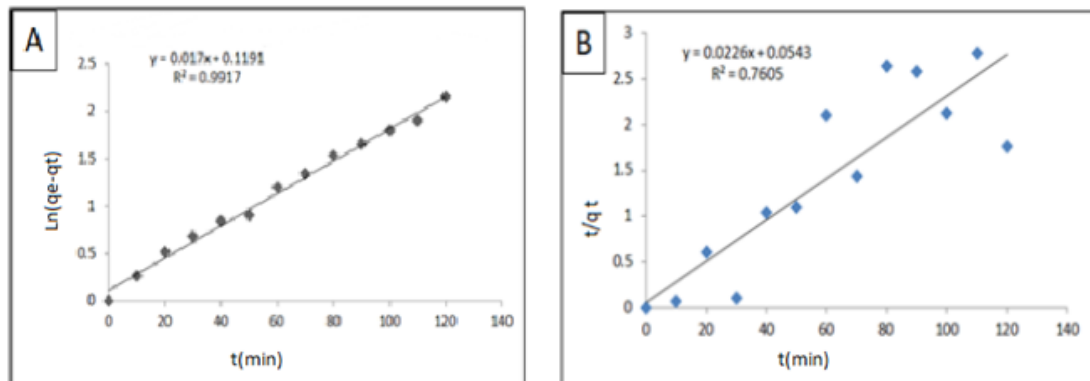 A
y = 0.017x + 0.1191
R² = 0.9917
Ln(qe-qt)
2.5
2
1.5
1
0.5
0
0 20 40 60 80 100 120 140
t(min)
B
y = 0.0226x + 0.0543
R² = 0.7605
t/q t
3
2.5
2
1.5
1
0.5
0
0 20 40 60 80 100 120 140
t(min)